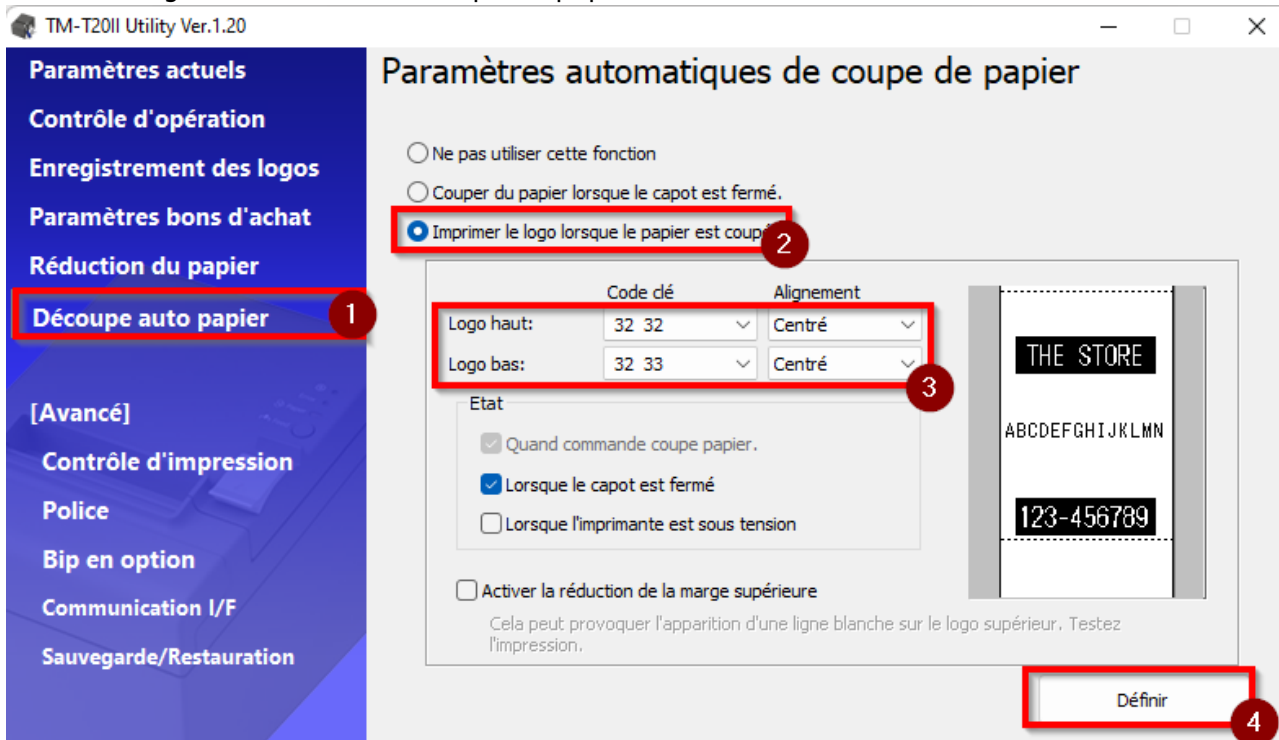 TM-T20II Utility Ver.1.20
Paramètres actuels
Contrôle d'opération
Enregistrement des logos
Paramètres bons d'achat
Réduction du papier
Découpe auto papier
1
[Avancé]
Contrôle d'impression
Police
Bip en option
Communication I/F
Sauvegarde/Restauration
Paramètres automatiques de coupe de papier
Ne pas utiliser cette fonction
Couper du papier lorsque le capot est fermé.
Imprimer le logo lorsque le papier est coupé
2
Code clé Alignement
Logo haut: 32 32 Centré
Logo bas: 32 33 Centré
3
Etat
Quand commande coupe papier.
Lorsque le capot est fermé
Lorsque l'imprimante est sous tension
Activer la réduction de la marge supérieure
Cela peut provoquer l'apparition d'une ligne blanche sur le logo supérieur. Testez
l'impression.
THE STORE
ABCDEFGHIJKLMN
123-456789
Définir
4